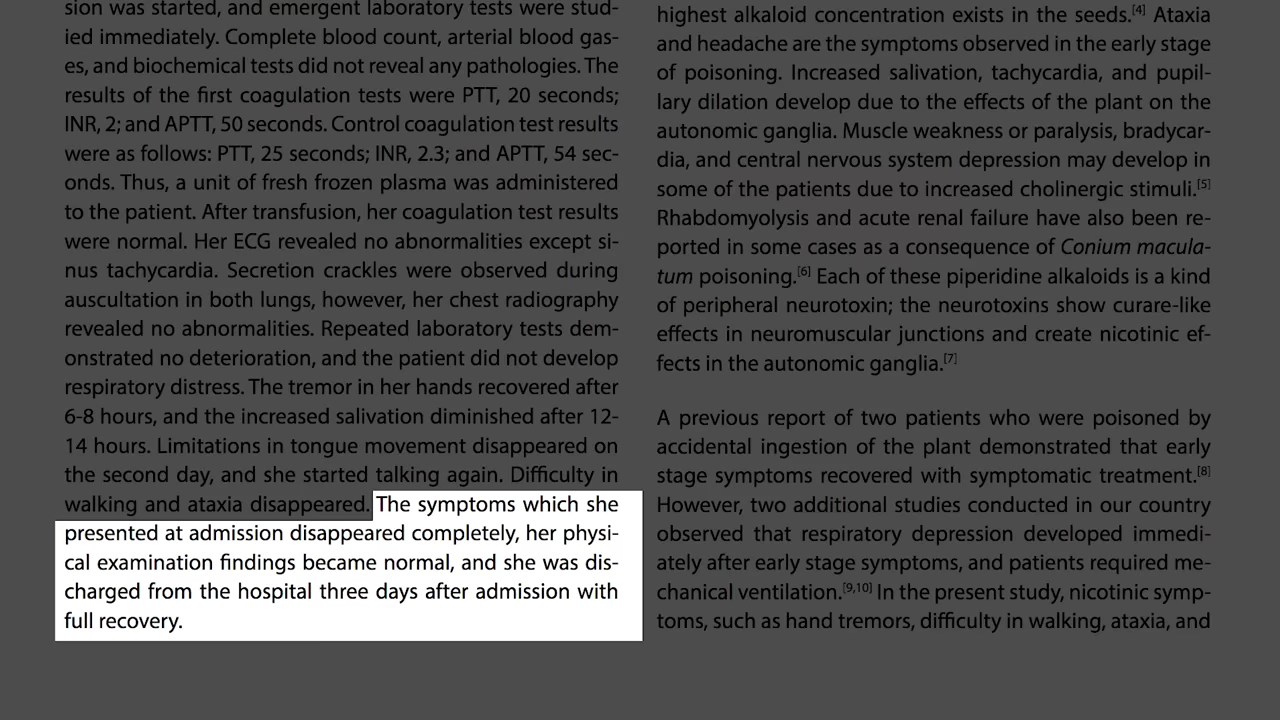 sion was started, and emergent laboratory tests were stud-
ied immediately. Complete blood count, arterial blood gas-
es, and biochemical tests did not reveal any pathologies. The
results of the first coagulation tests were PTT, 20 seconds;
INR, 2; and APTT, 50 seconds. Control coagulation test results
were as follows: PTT, 25 seconds; INR, 2.3; and APTT, 54 sec-
onds. Thus, a unit of fresh frozen plasma was administered
to the patient. After transfusion, her coagulation test results
were normal. Her ECG revealed no abnormalities except si-
nus tachycardia. Secretion crackles were observed during
auscultation in both lungs, however, her chest radiography
revealed no abnormalities. Repeated laboratory tests dem-
onstrated no deterioration, and the patient did not develop
respiratory distress. The tremor in her hands recovered after
6-8 hours, and the increased salivation diminished after 12-
14 hours. Limitations in tongue movement disappeared on
the second day, and she started talking again. Difficulty in
walking and ataxia disappeared. The symptoms which she
presented at admission disappeared completely, her physi-
cal examination findings became normal, and she was dis-
charged from the hospital three days after admission with
full recovery.
highest alkaloid concentration exists in the seeds.[4] Ataxia
and headache are the symptoms observed in the early stage
of poisoning. Increased salivation, tachycardia, and pupil-
lary dilation develop due to the effects of the plant on the
autonomic ganglia. Muscle weakness or paralysis, bradycar-
dia, and central nervous system depression may develop in
some of the patients due to increased cholinergic stimuli.[5]
Rhabdomyolysis and acute renal failure have also been re-
ported in some cases as a consequence of Conium macula-
tum poisoning.[6] Each of these piperidine alkaloids is a kind
of peripheral neurotoxin; the neurotoxins show curare-like
effects in neuromuscular junctions and create nicotinic ef-
fects in the autonomic ganglia.[7]
A previous report of two patients who were poisoned by
accidental ingestion of the plant demonstrated that early
stage symptoms recovered with symptomatic treatment.[8]
However, two additional studies conducted in our country
observed that respiratory depression developed immedi-
ately after early stage symptoms, and patients required me-
chanical ventilation.[9,10] In the present study, nicotinic symp-
toms, such as hand tremors, difficulty in walking, ataxia, and